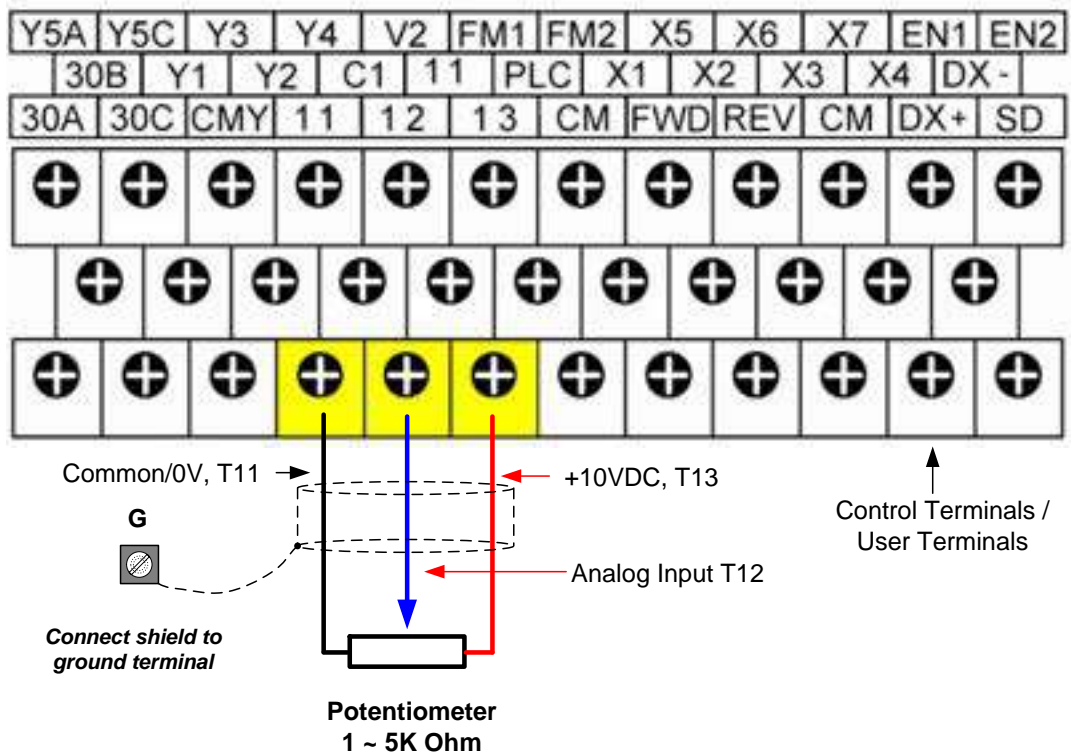 Y5A Y5C Y3 Y4 V2 FM1 FM2 X5 X6 X7 EN1 EN2
30B Y1 Y2 C1 11 PLC X1 X2 X3 X4 DX -
30A 30C CMY 11 12 13 CM FWD REV CM DX+ SD
Common/0V, T11
+10VDC, T13
G
Control Terminals /
User Terminals
Analog Input T12
Connect shield to
ground terminal
Potentiometer
1 ~ 5K Ohm